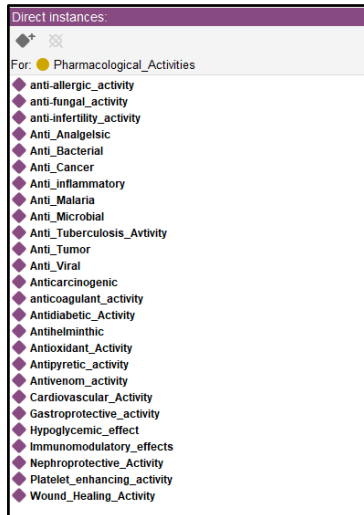 Direct instances:
For: Pharmacological_Activities
anti-allergic_activity
anti-fungal_activity
anti-infertility_activity
Anti_Analgelsic
Anti_Bacterial
Anti_Cancer
Anti_inflammatory
Anti_Malaria
Anti_Microbial
Anti_Tuberculosis_Avtivity
Anti_Tumor
Anti_Viral
Anticarcinogenic
anticoagulant_activity
Antidiabetic_Activity
Antihelminthic
Antioxidant_Activity
Antipyretic_activity
Antivenom_activity
Cardiovascular_Activity
Gastroprotective_activity
Hypoglycemic_effect
Immunomodulatory_effects
Nephroprotective_Activity
Platelet_enhancing_activity
Wound_Healing_Activity